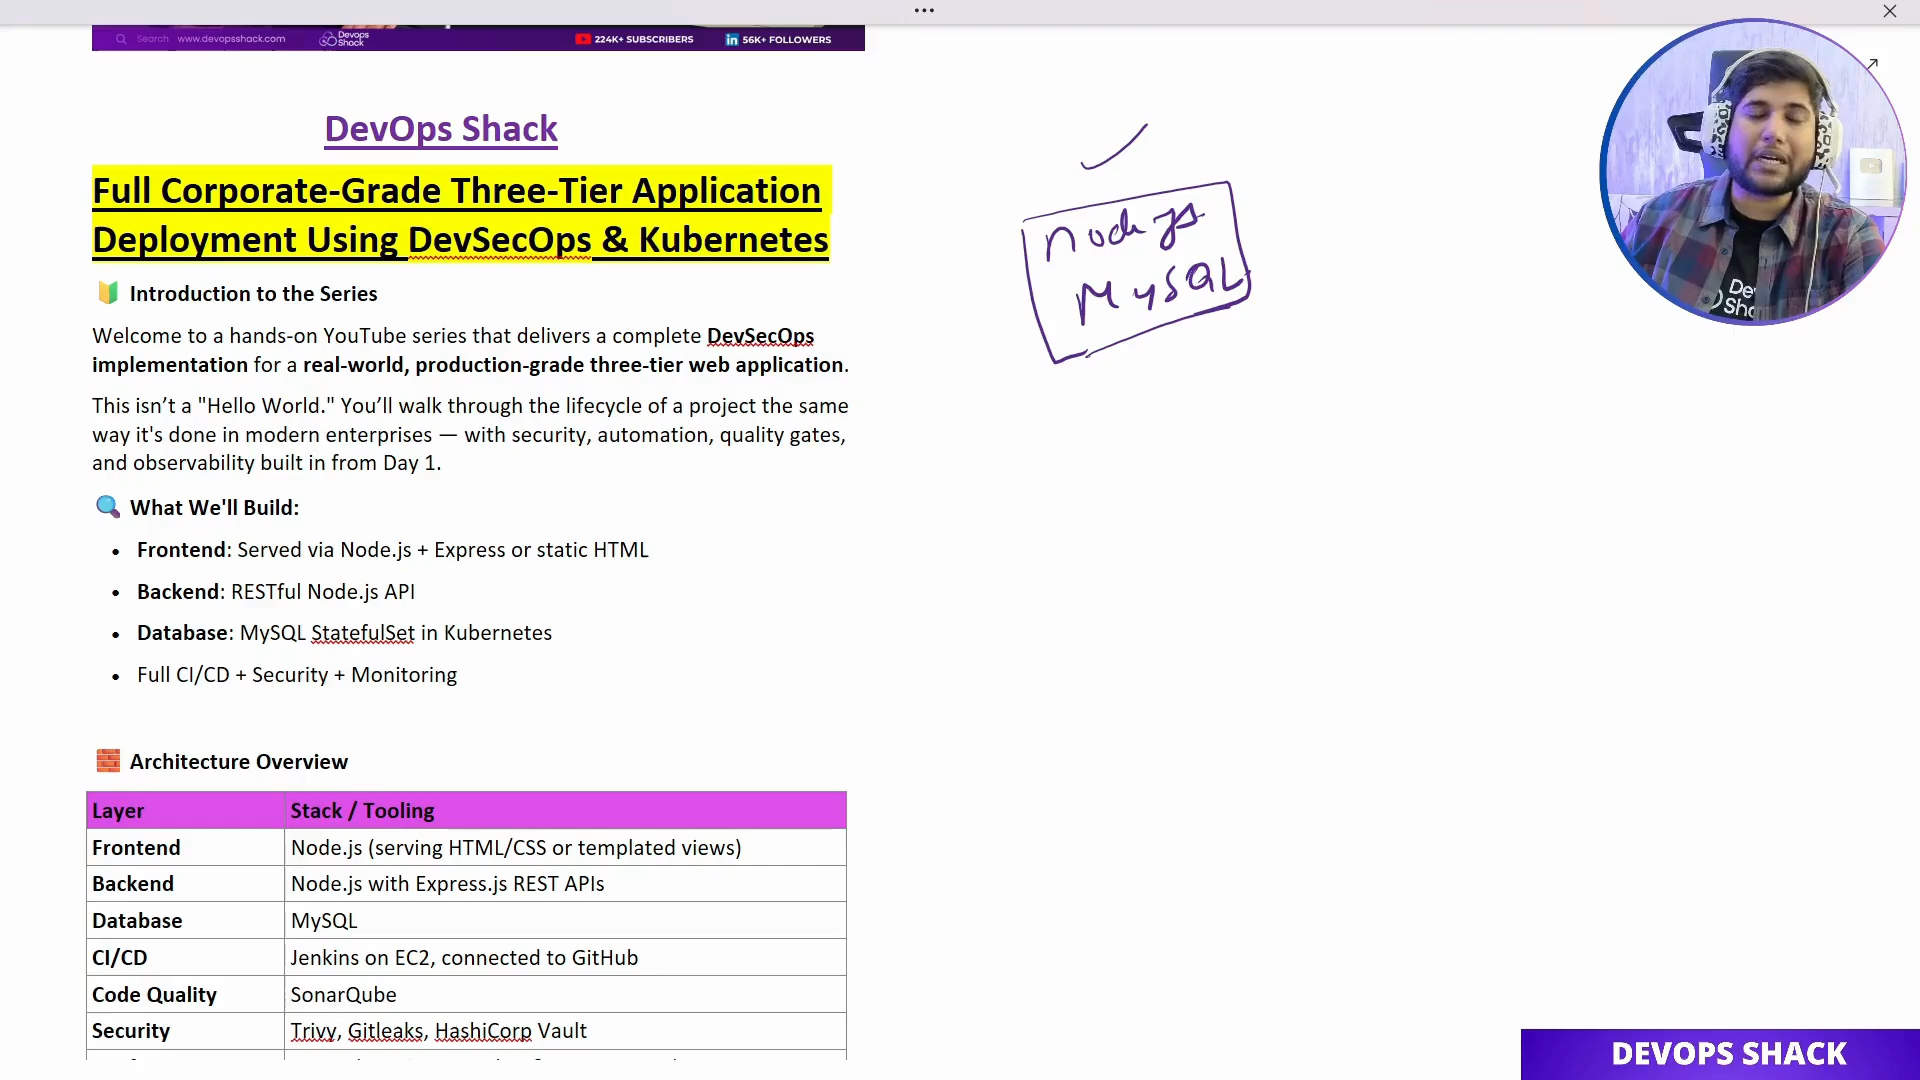 ...
Search www.devopsshack.com
Devops Shack
224K+ SUBSCRIBERS
56K+ FOLLOWERS
DevOps Shack
Full Corporate-Grade Three-Tier Application
Deployment Using DevSecOps & Kubernetes
Introduction to the Series
Welcome to a hands-on YouTube series that delivers a complete DevSecOps
implementation for a real-world, production-grade three-tier web application.
This isn’t a "Hello World." You’ll walk through the lifecycle of a project the same
way it's done in modern enterprises — with security, automation, quality gates,
and observability built in from Day 1.
What We'll Build:
• Frontend: Served via Node.js + Express or static HTML
• Backend: RESTful Node.js API
• Database: MySQL StatefulSet in Kubernetes
• Full CI/CD + Security + Monitoring
Architecture Overview
Layer Stack / Tooling
Frontend Node.js (serving HTML/CSS or templated views)
Backend Node.js with Express.js REST APIs
Database MySQL
CI/CD Jenkins on EC2, connected to GitHub
Code Quality SonarQube
Security Trivy, Gitleaks, HashiCorp Vault
node js
MySQL
De
Sho
DEVOPS SHACK